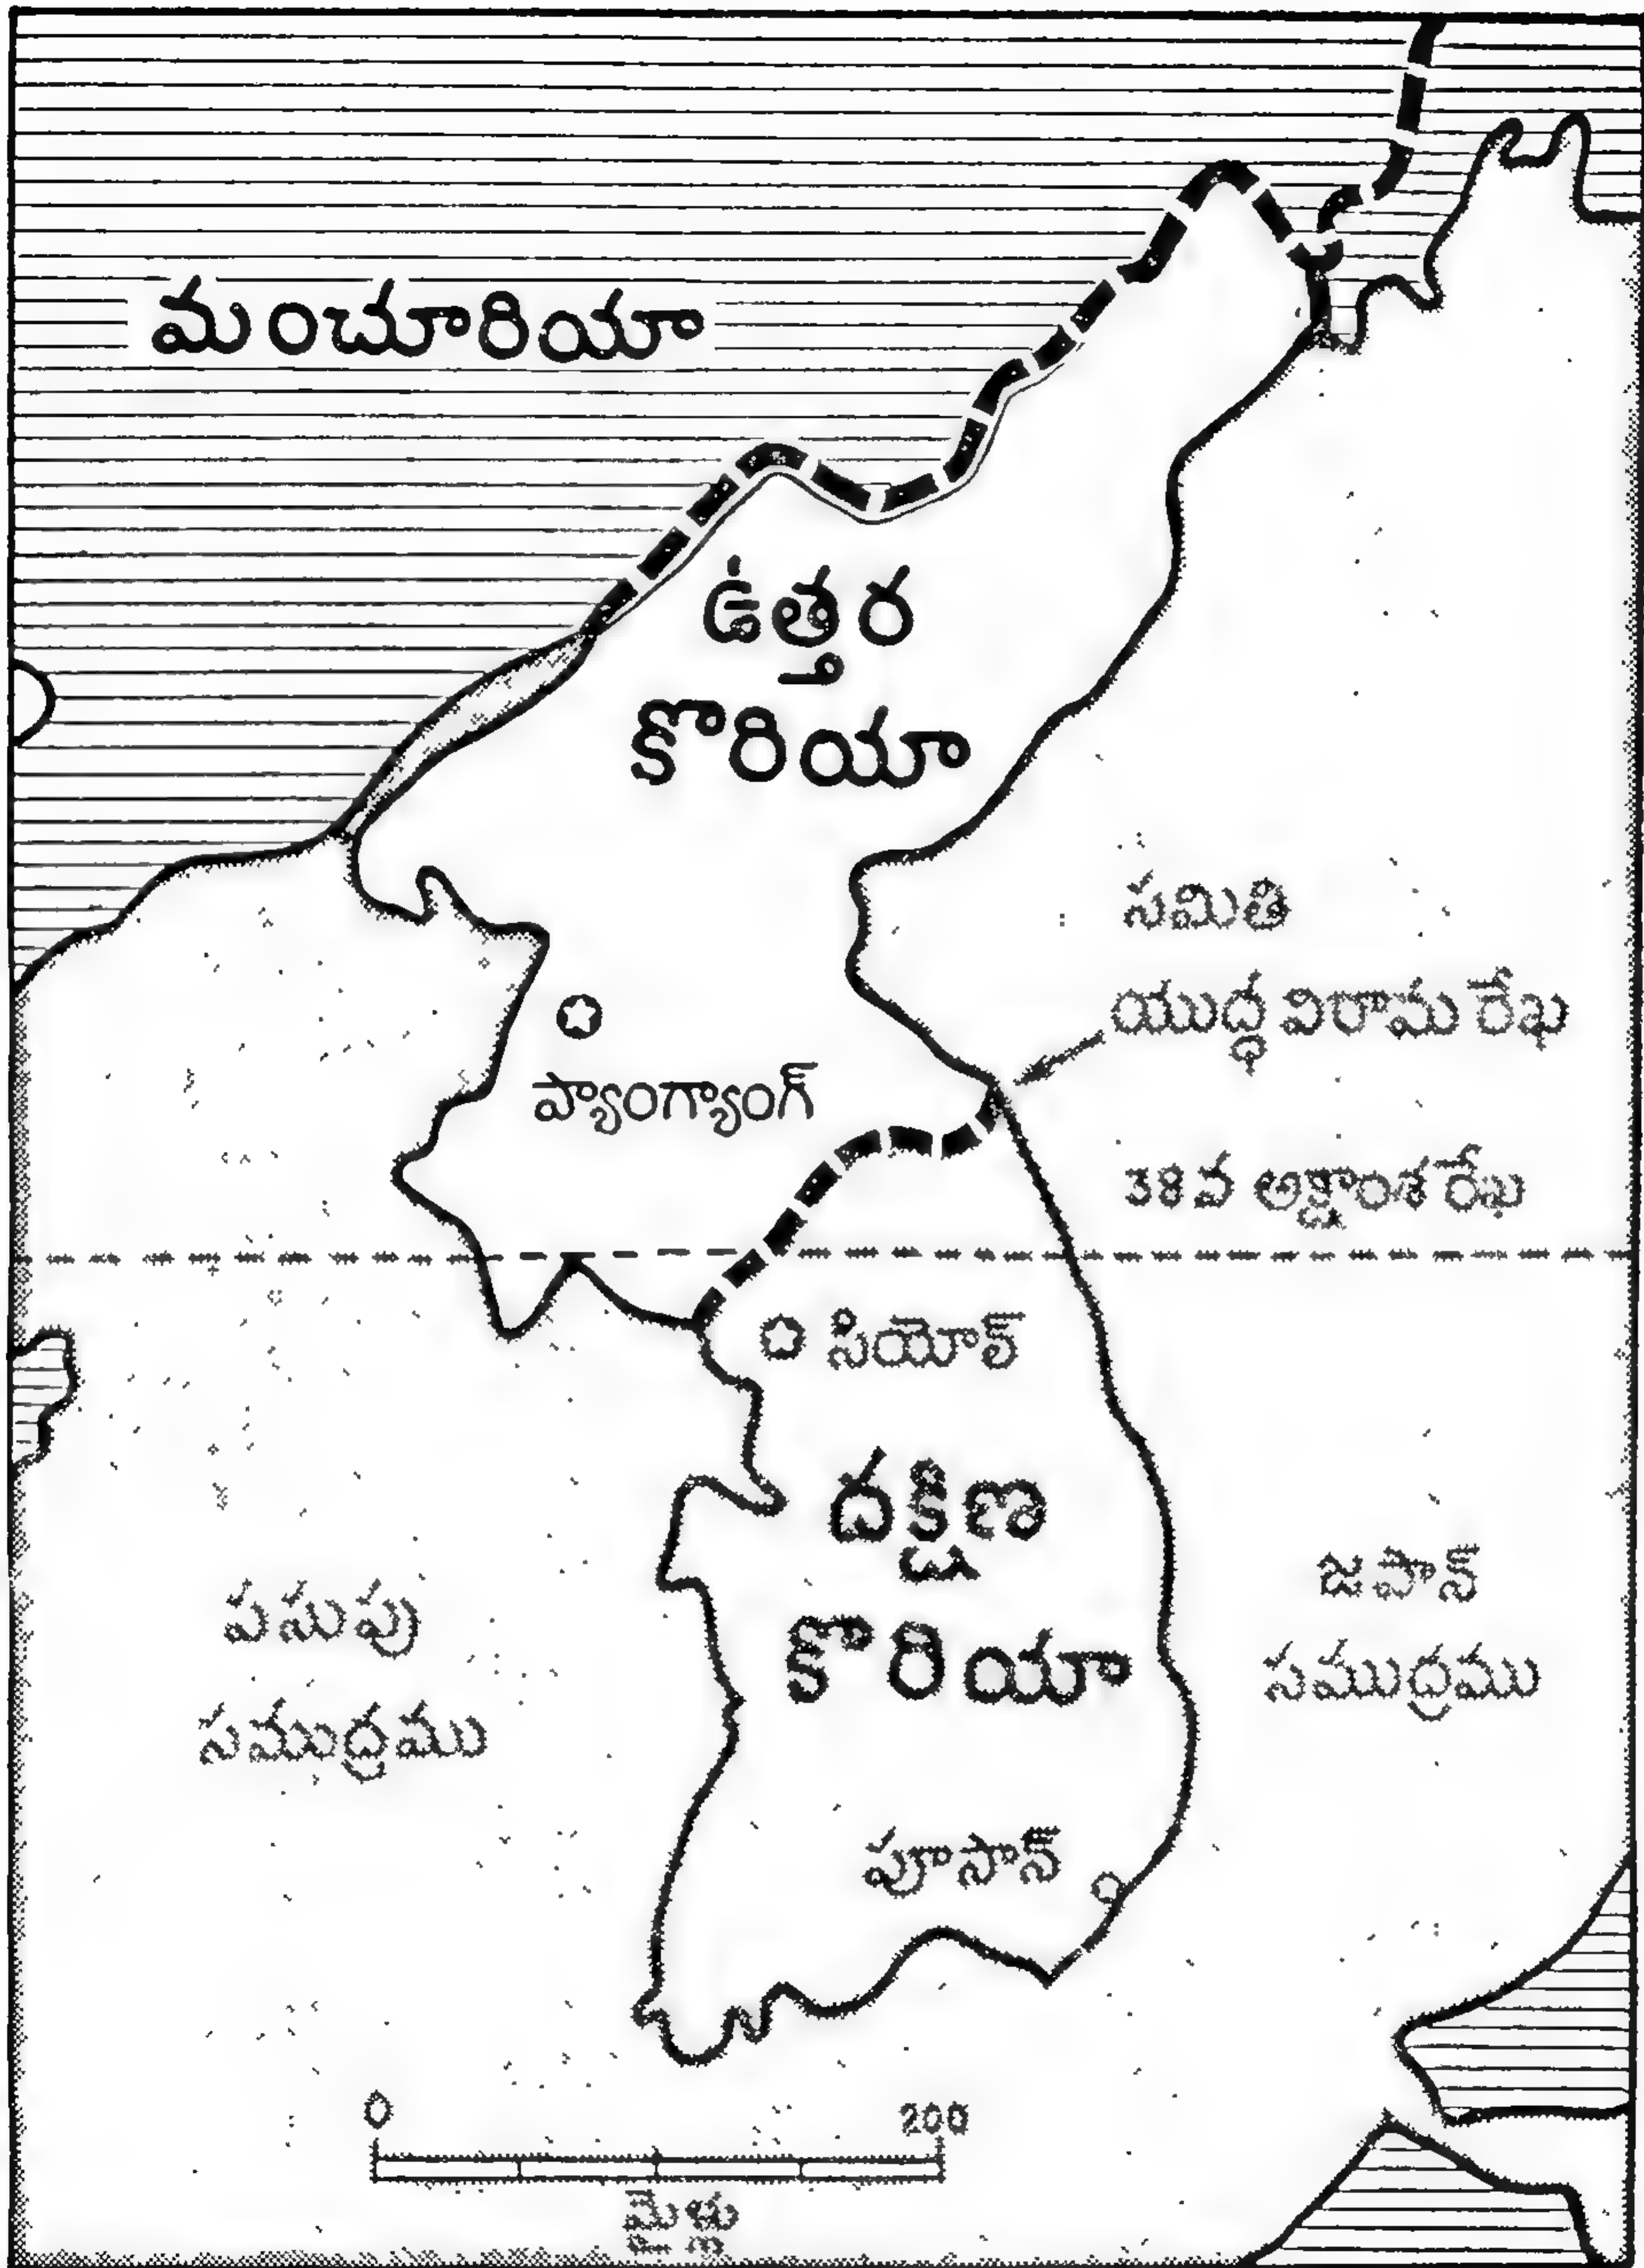 మంచూరియా
ఉత్తర
కొరియా
సమితి
యుద్ధ విరామ రేఖ
ప్యాంగ్యాంగ్
38వ అక్షాంశ రేఖ
సియోల్
దక్షిణ
కొరియా
పసుపు
సముద్రము
జపాన్
సముద్రము
పూసాన్
0 200
మైళ్లు